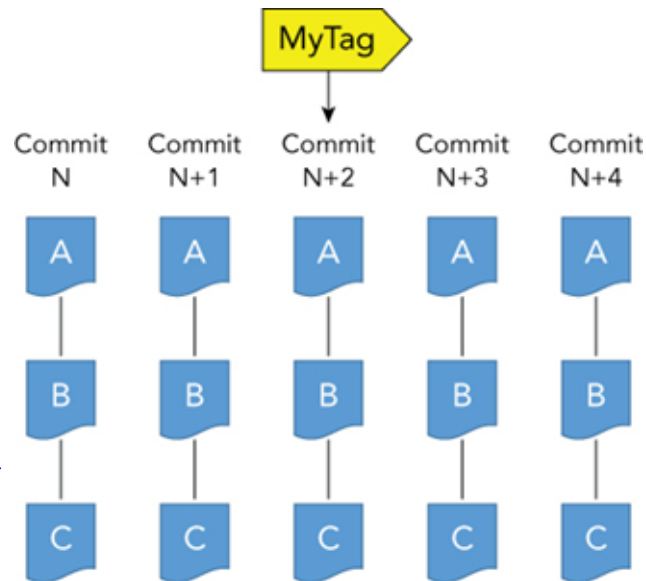 MyTag
Commit Commit Commit Commit Commit
N N+1 N+2 N+3 N+4
A A A A A
B B B B B
C C C C C